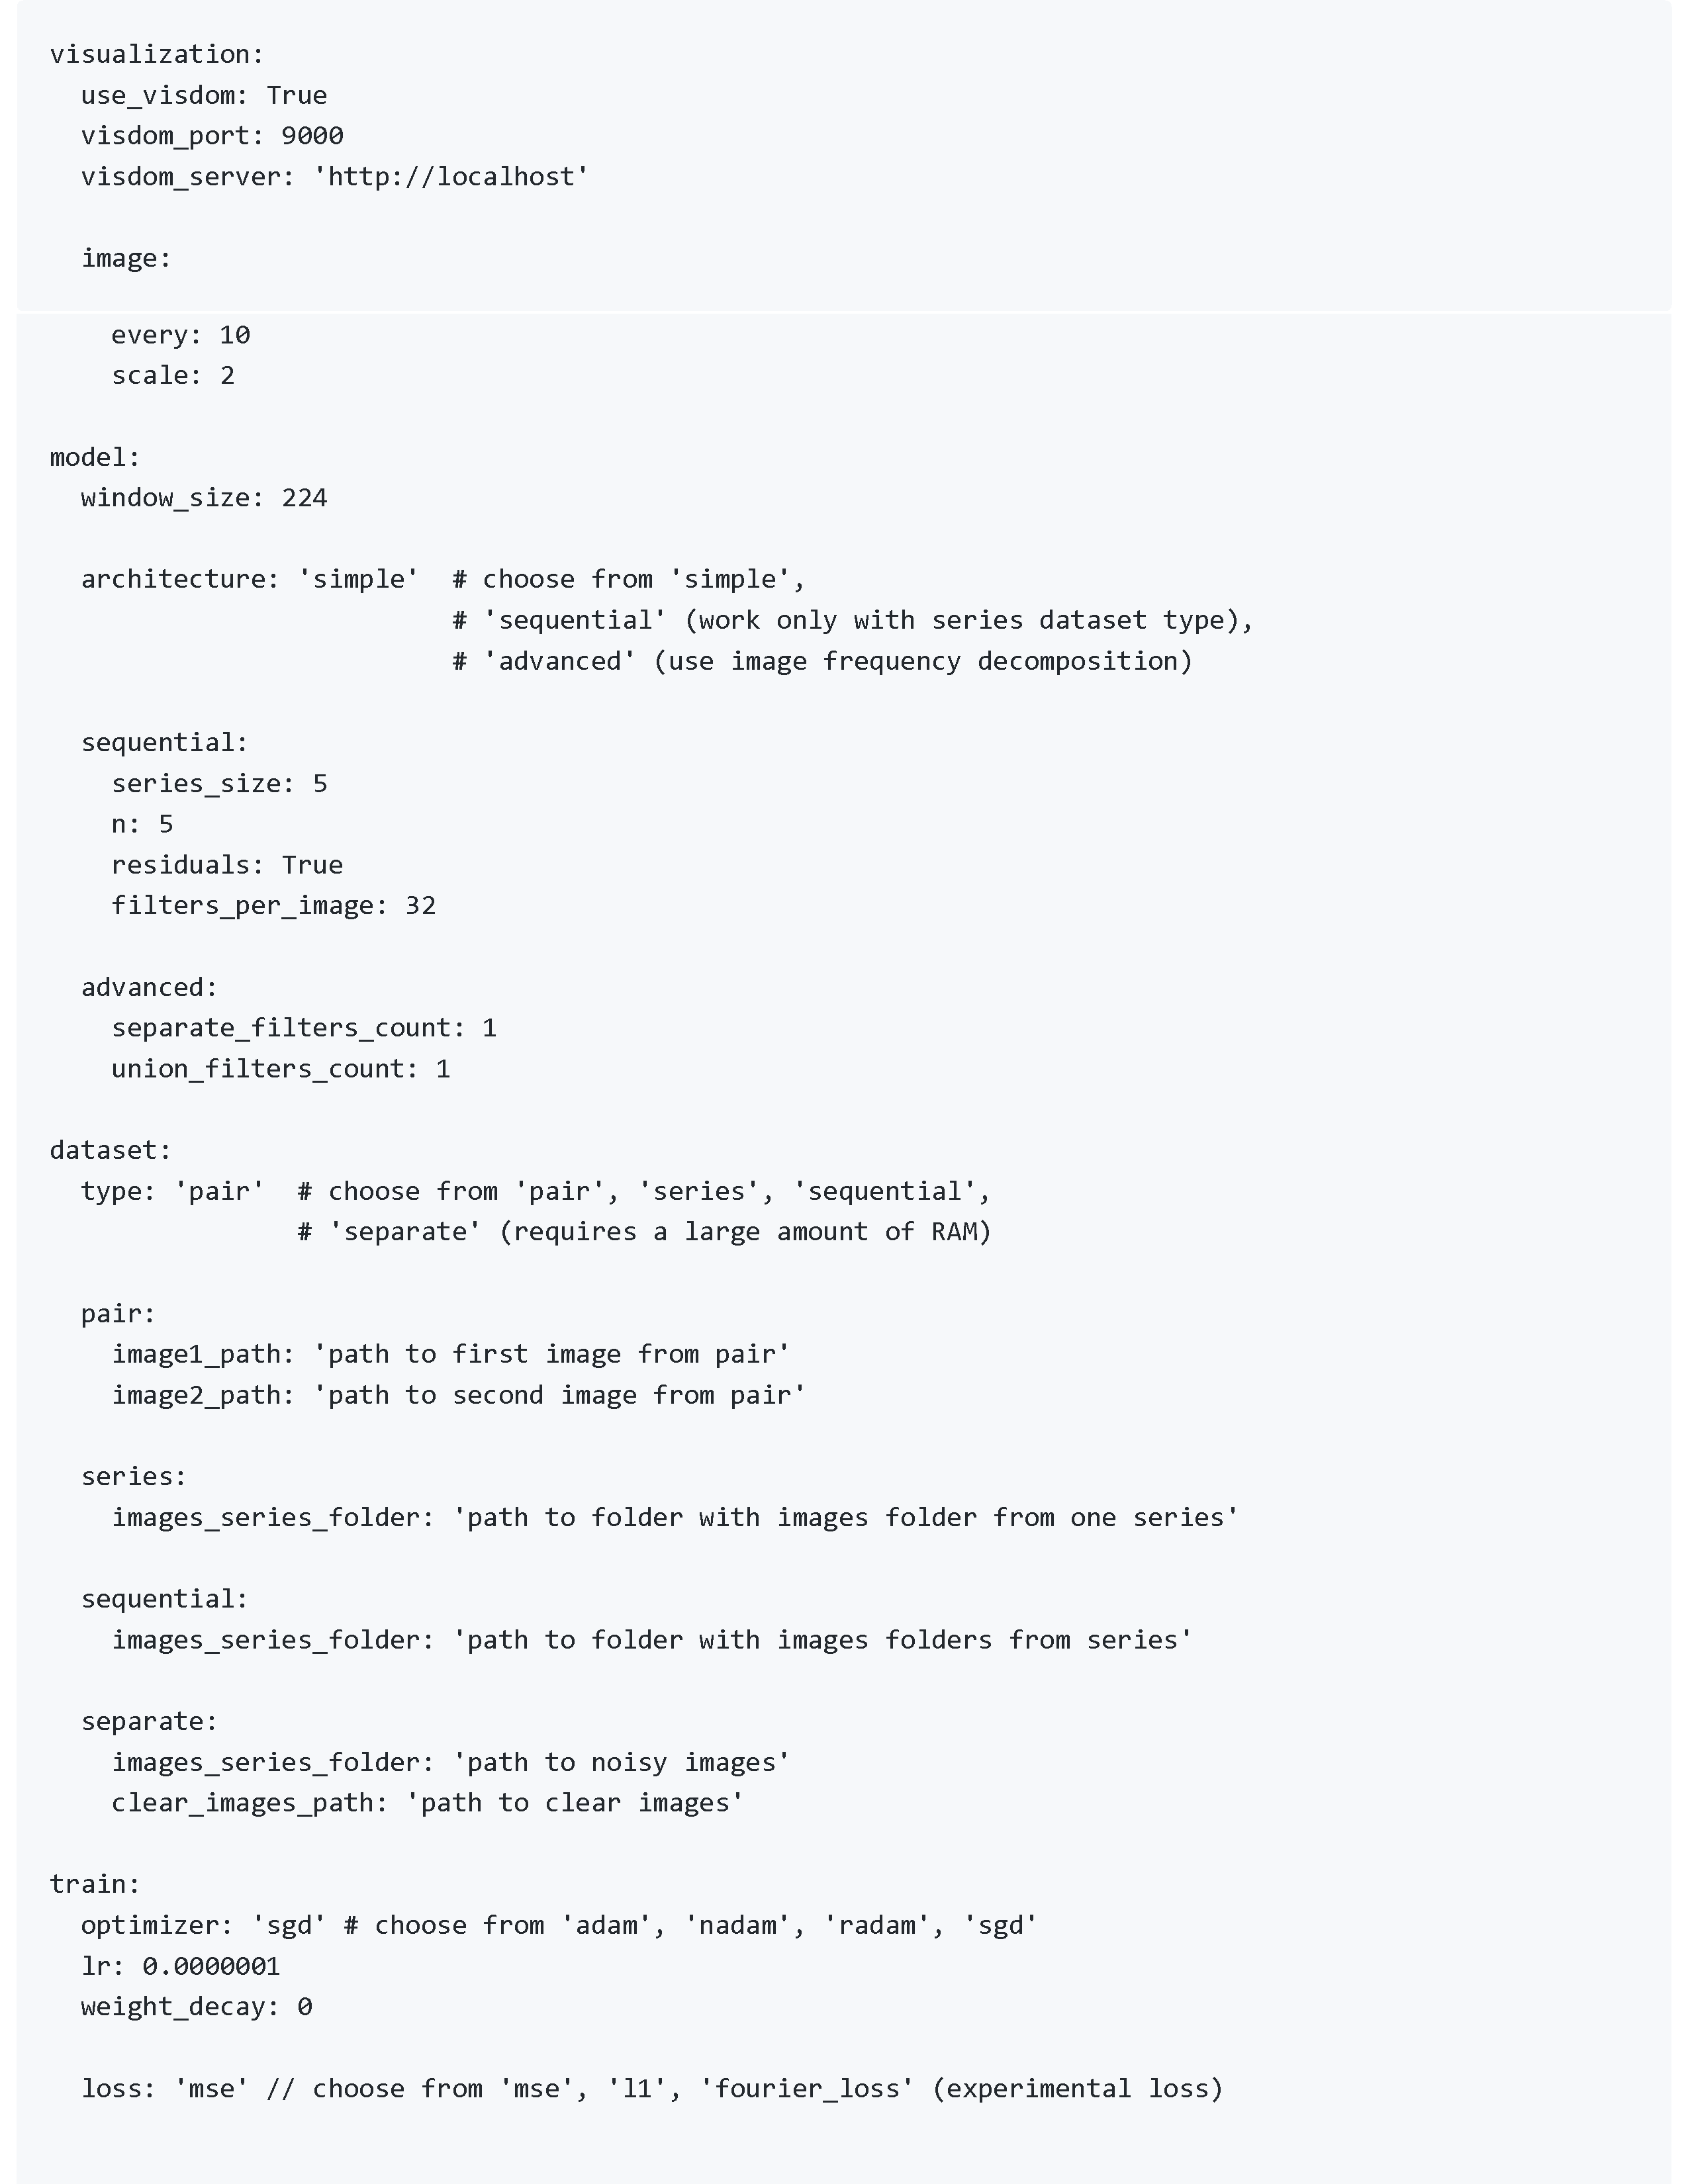 visualization:
  use_visdom: True
  visdom_port: 9000
  visdom_server: 'http://localhost'
  image:
    every: 10
    scale: 2
model:
  window_size: 224
  architecture: 'simple'  # choose from 'simple',
                          # 'sequential' (work only with series dataset type),
                          # 'advanced' (use image frequency decomposition)
  sequential:
    series_size: 5
    n: 5
    residuals: True
    filters_per_image: 32
  advanced:
    separate_filters_count: 1
    union_filters_count: 1
dataset:
  type: 'pair'  # choose from 'pair', 'series', 'sequential',
                # 'separate' (requires a large amount of RAM)
  pair:
    image1_path: 'path to first image from pair'
    image2_path: 'path to second image from pair'
  series:
    images_series_folder: 'path to folder with images folder from one series'
  sequential:
    images_series_folder: 'path to folder with images folders from series'
  separate:
    images_series_folder: 'path to noisy images'
    clear_images_path: 'path to clear images'
train:
  optimizer: 'sgd' # choose from 'adam', 'nadam', 'radam', 'sgd'
  lr: 0.0000001
  weight_decay: 0
  loss: 'mse' // choose from 'mse', 'l1', 'fourier_loss' (experimental loss)